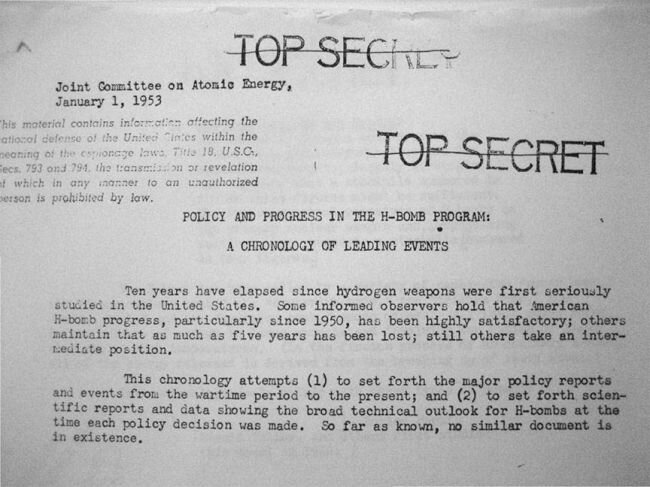 TOP SECRET
Joint Committee on Atomic Energy,
January 1, 1953
This material contains information affecting the
national defense of the United States within the
meaning of the espionage laws, Title 18, U.S.C.,
Secs. 793 and 794, the transmission or revelation
of which in any manner to an unauthorized
person is prohibited by law.
TOP SECRET
POLICY AND PROGRESS IN THE H-BOMB PROGRAM:
A CHRONOLOGY OF LEADING EVENTS
Ten years have elapsed since hydrogen weapons were first seriously
studied in the United States. Some informed observers hold that American
H-bomb progress, particularly since 1950, has been highly satisfactory; others
maintain that as much as five years has been lost; still others take an inter-
mediate position.
This chronology attempts (1) to set forth the major policy reports
and events from the wartime period to the present; and (2) to set forth scien-
tific reports and data showing the broad technical outlook for H-bombs at the
time each policy decision was made. So far as known, no similar document is
in existence.